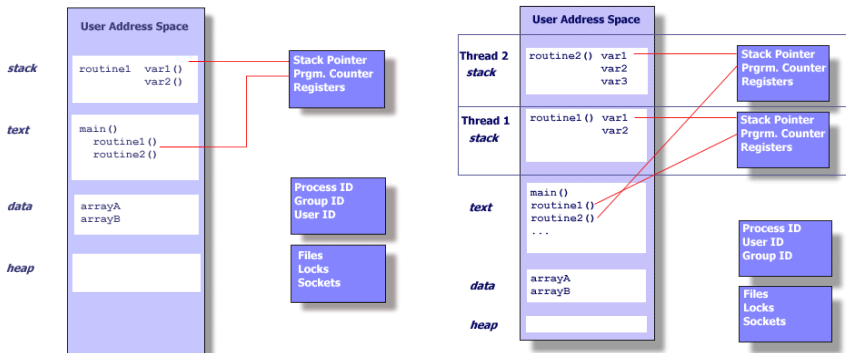 User Address Space
stack
routine1 var1()
var2()
Stack Pointer
Prgm. Counter
Registers
text
main()
routine1()
routine2()
data
arrayA
arrayB
Process ID
Group ID
User ID
heap
Files
Locks
Sockets
User Address Space
Thread 2
stack
routine2() var1
var2
var3
Stack Pointer
Prgrm. Counter
Registers
Thread 1
stack
routine1() var1
var2
Stack Pointer
Prgrm. Counter
Registers
text
main()
routine1()
routine2()
...
data
arrayA
arrayB
Process ID
User ID
Group ID
heap
Files
Locks
Sockets